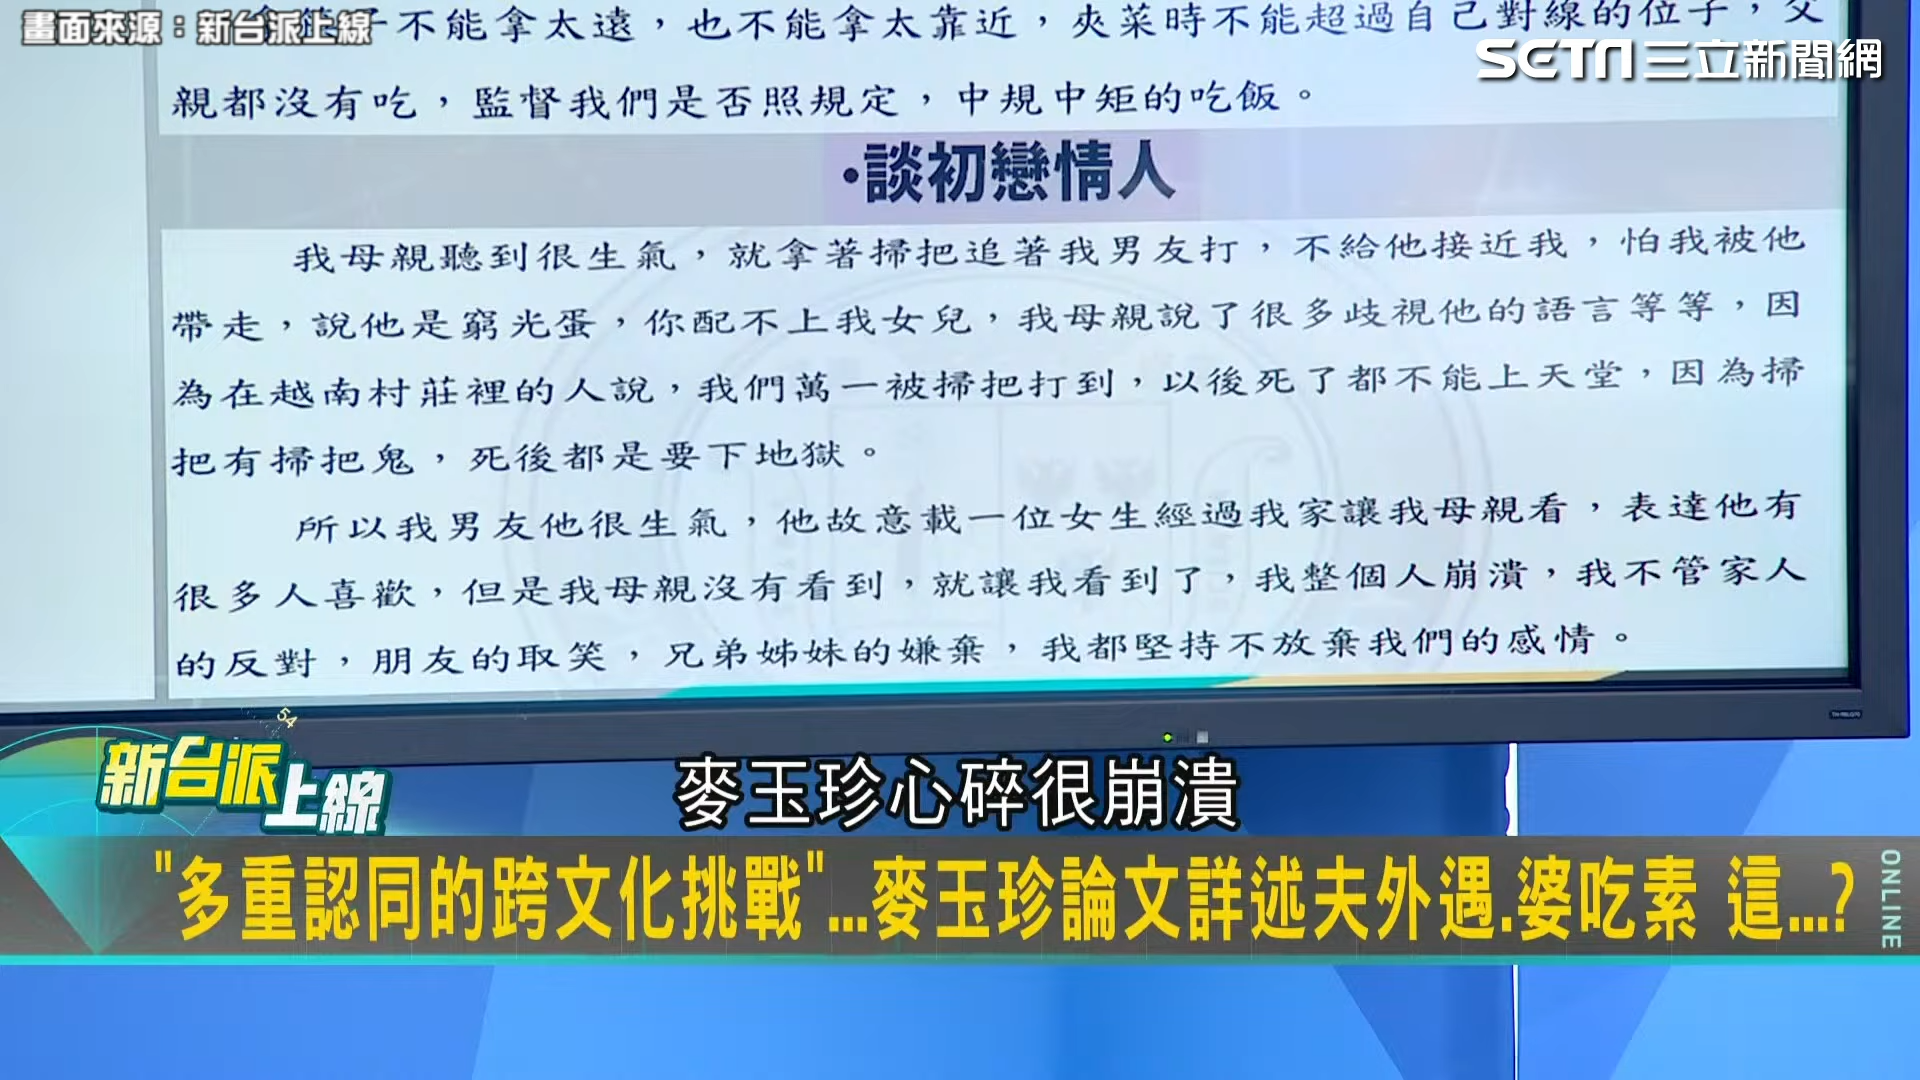 畫面來源：新台派上線
子不能拿太遠，也不能拿太靠近，夾菜時不能超過自己對線的位子，父
SETN三立新聞網
親都沒有吃，監督我們是否照規定，中規中矩的吃飯。
•談初戀情人
我母親聽到很生氣，就拿著掃把追著我男友打，不給他接近我，怕我被他
帶走，說他是窮光蛋，你配不上我女兒，我母親說了很多歧視他的語言等等，因
為在越南村莊裡的人說，我們萬一被掃把打到，以後死了都不能上天堂，因為掃
把有掃把鬼，死後都是要下地獄。
所以我男友他很生氣，他故意載一位女生經過我家讓我母親看，表達他有
很多人喜歡，但是我母親沒有看到，就讓我看到了，我整個人崩潰，我不管家人
的反對，朋友的取笑，兄弟姊妹的嫌棄，我都堅持不放棄我們的感情。
54
新台派上線
麥玉珍心碎很崩潰
"多重認同的跨文化挑戰"...麥玉珍論文詳述夫外遇.婆吃素 這...?
ONLINE